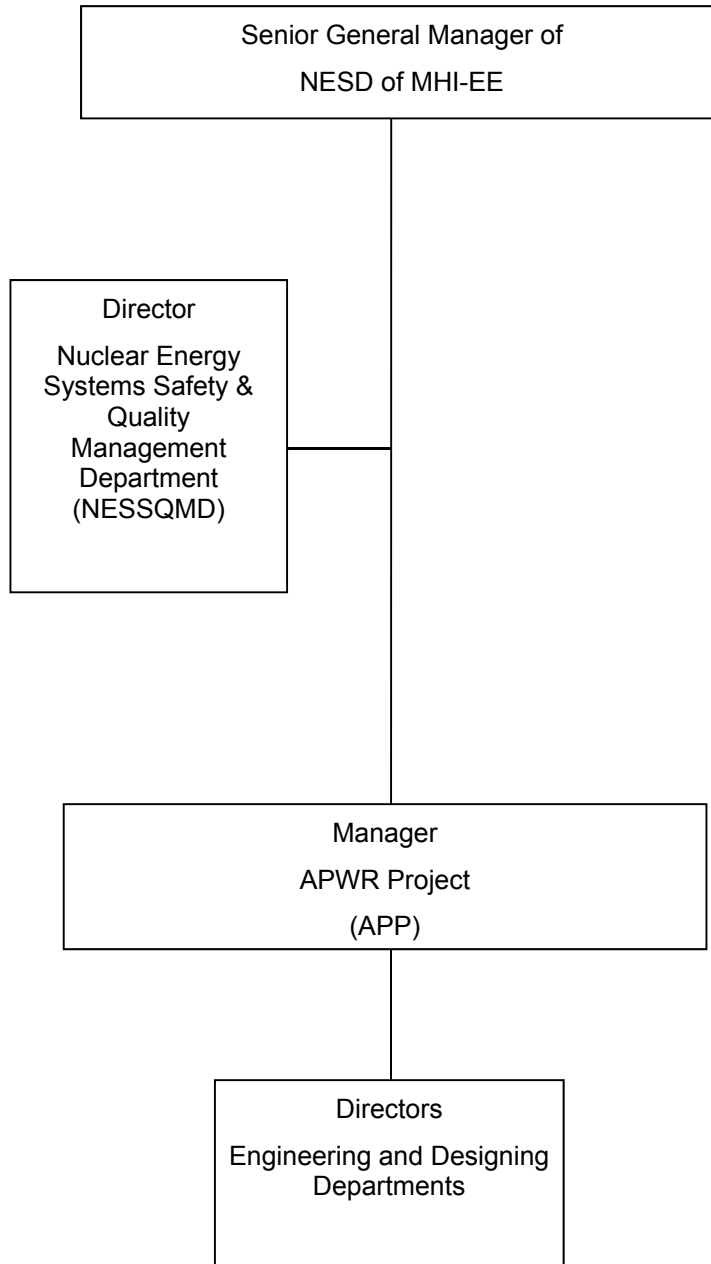 Senior General Manager of
NESD of MHI-EE
Director
Nuclear Energy
Systems Safety &
Quality
Management
Department
(NESSQMD)
Manager
APWR Project
(APP)
Directors
Engineering and Designing
Departments